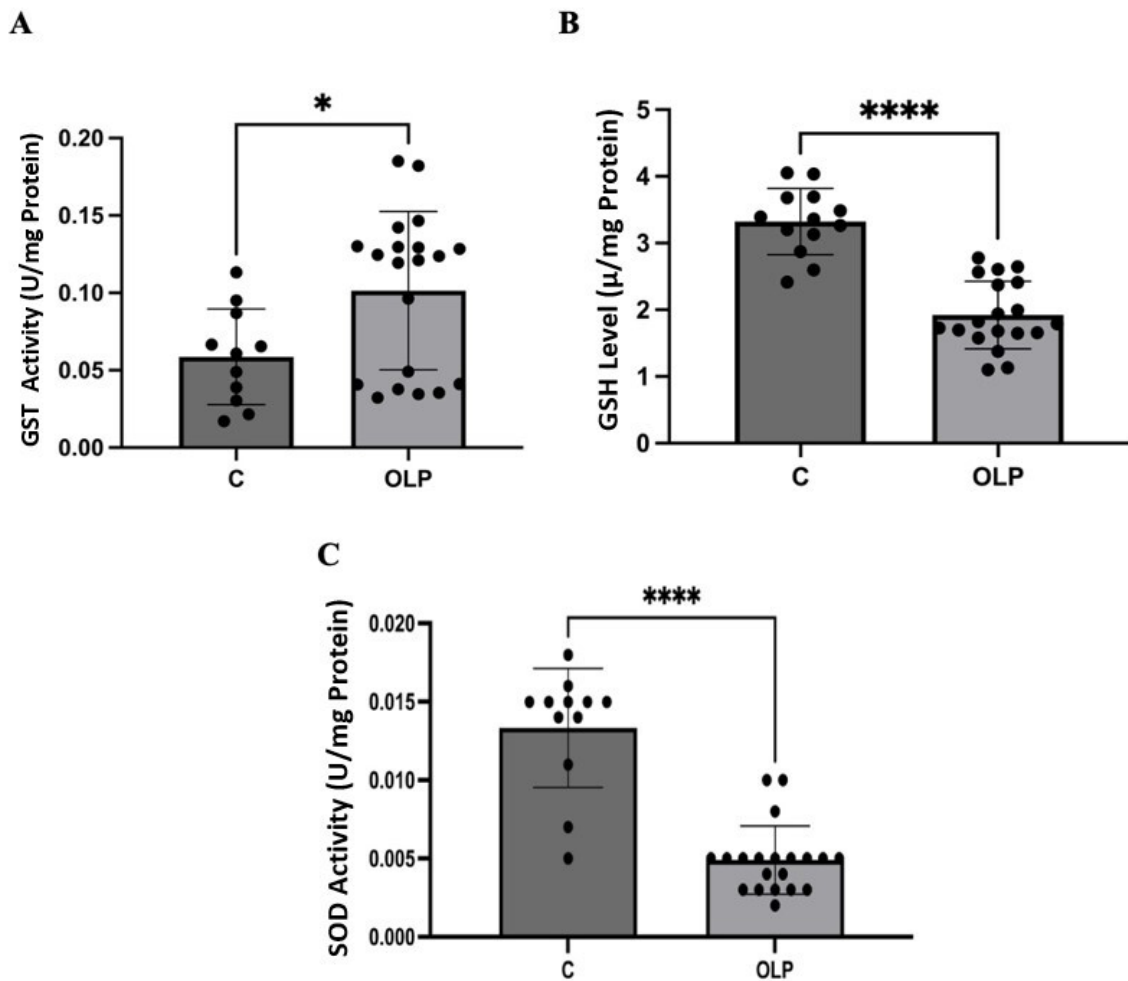 A
GST Activity (U/mg Protein)
0.20
0.15
0.10
0.05
0.00
*
C
OLP
B
GSH Level (µ/mg Protein)
5
4
3
2
1
0
****
C
OLP
C
SOD Activity (U/mg Protein)
0.020
0.015
0.010
0.005
0.000
****
C
OLP